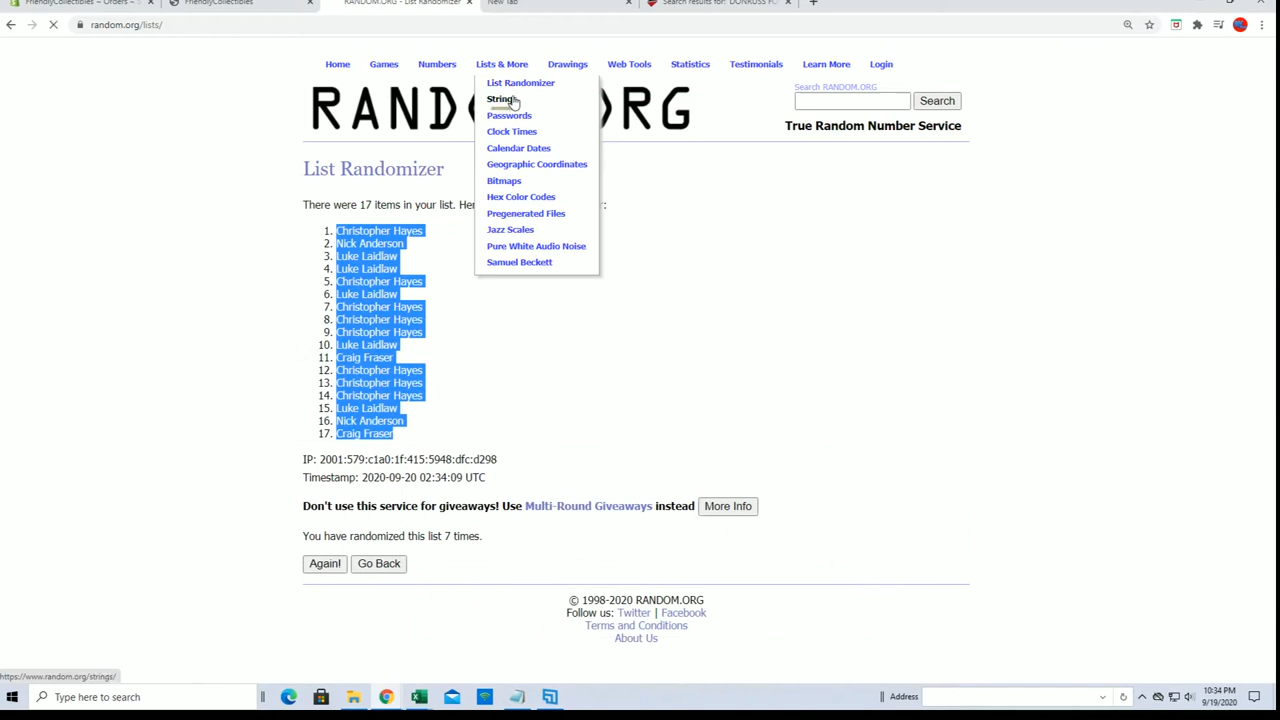 FriendlyCollectibles – Orders –
FriendlyCollectibles
RANDOM.ORG - List Randomizer
New Tab
Search results for: 'DONRUSS FO
random.org/lists/
Home Games Numbers Lists & More Drawings Web Tools Statistics Testimonials Learn More Login
List Randomizer
Strings
Passwords
Clock Times
Calendar Dates
Geographic Coordinates
Bitmaps
Hex Color Codes
Pregenerated Files
Jazz Scales
Pure White Audio Noise
Samuel Beckett
Search RANDOM.ORG
Search
True Random Number Service
List Randomizer
There were 17 items in your list. Her r:
1. Christopher Hayes
2. Nick Anderson
3. Luke Laidlaw
4. Luke Laidlaw
5. Christopher Hayes
6. Luke Laidlaw
7. Christopher Hayes
8. Christopher Hayes
9. Christopher Hayes
10. Luke Laidlaw
11. Craig Fraser
12. Christopher Hayes
13. Christopher Hayes
14. Christopher Hayes
15. Luke Laidlaw
16. Nick Anderson
17. Craig Fraser
IP: 2001:579:c1a0:1f:415:5948:dfc:d298
Timestamp: 2020-09-20 02:34:09 UTC
Don't use this service for giveaways! Use Multi-Round Giveaways instead More Info
You have randomized this list 7 times.
Again! Go Back
© 1998-2020 RANDOM.ORG
Follow us: Twitter | Facebook
Terms and Conditions
About Us
https://www.random.org/strings/
Type here to search
Address
10:34 PM
9/19/2020